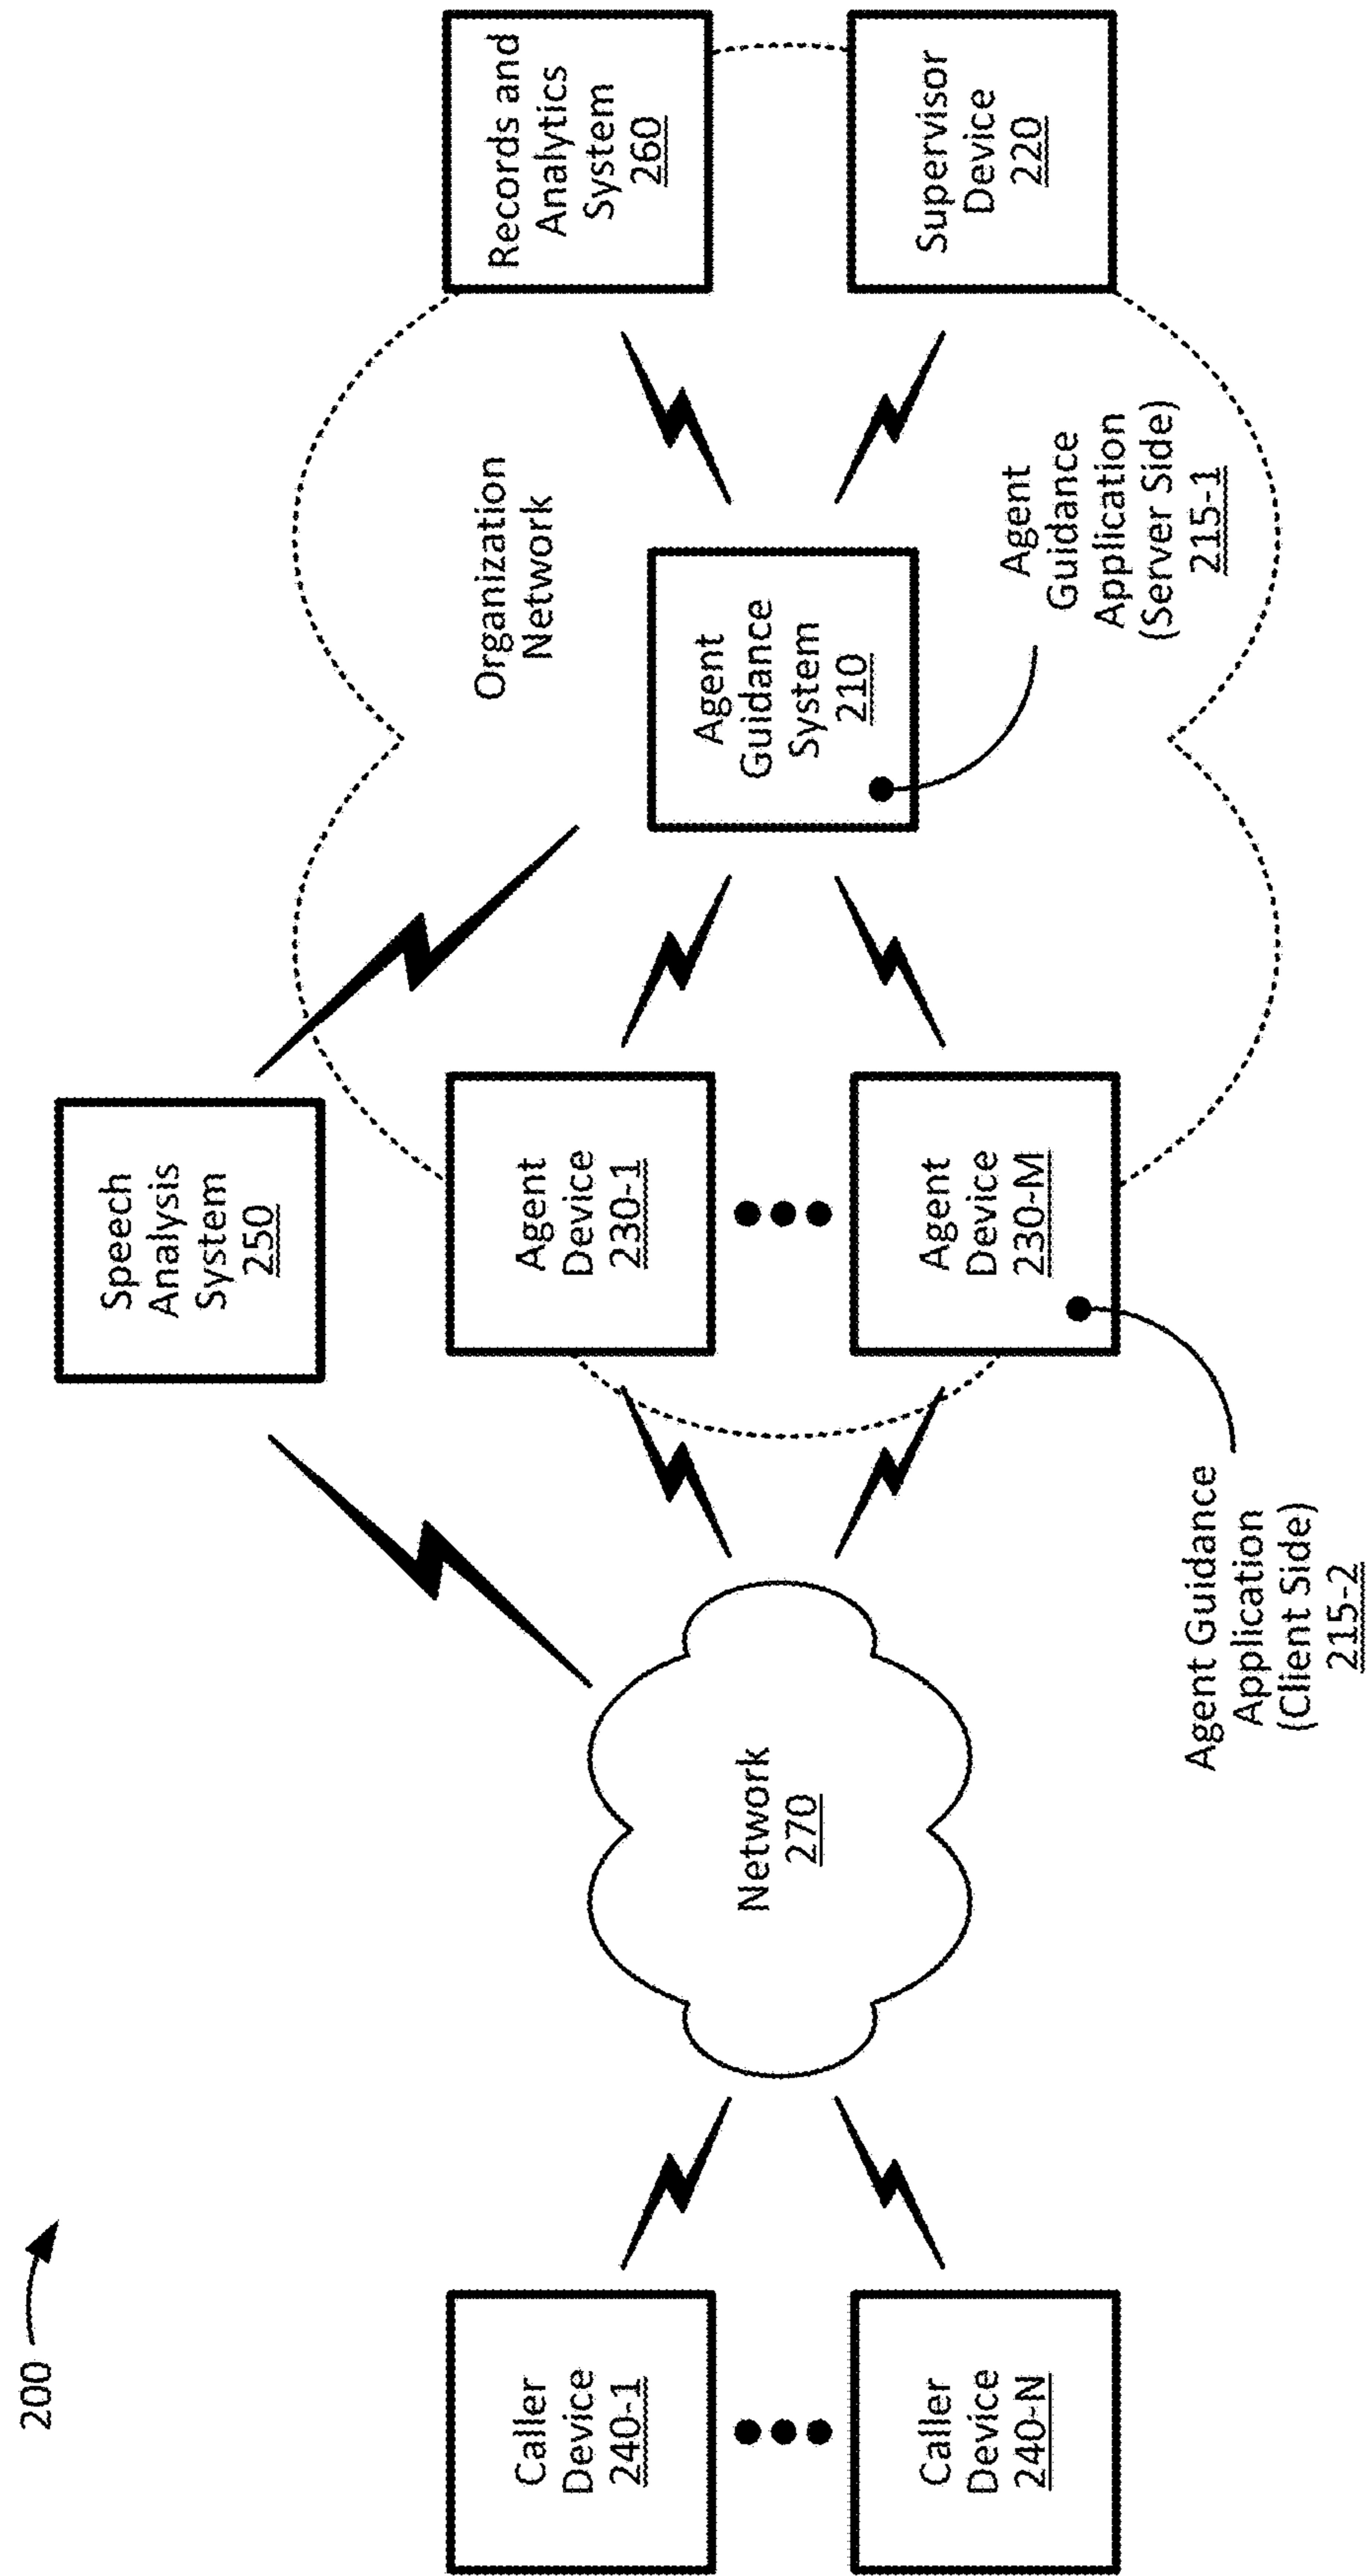 200
Speech
Analysis
System
250
Records and
Analytics
System
260
Organization
Network
Caller
Device
240-1
Agent
Device
230-1
Network
270
Agent
Guidance
System
210
Caller
Device
240-N
Agent
Device
230-M
Supervisor
Device
220
Agent
Guidance
Application
(Server Side)
215-1
Agent Guidance
Application
(Client Side)
215-2